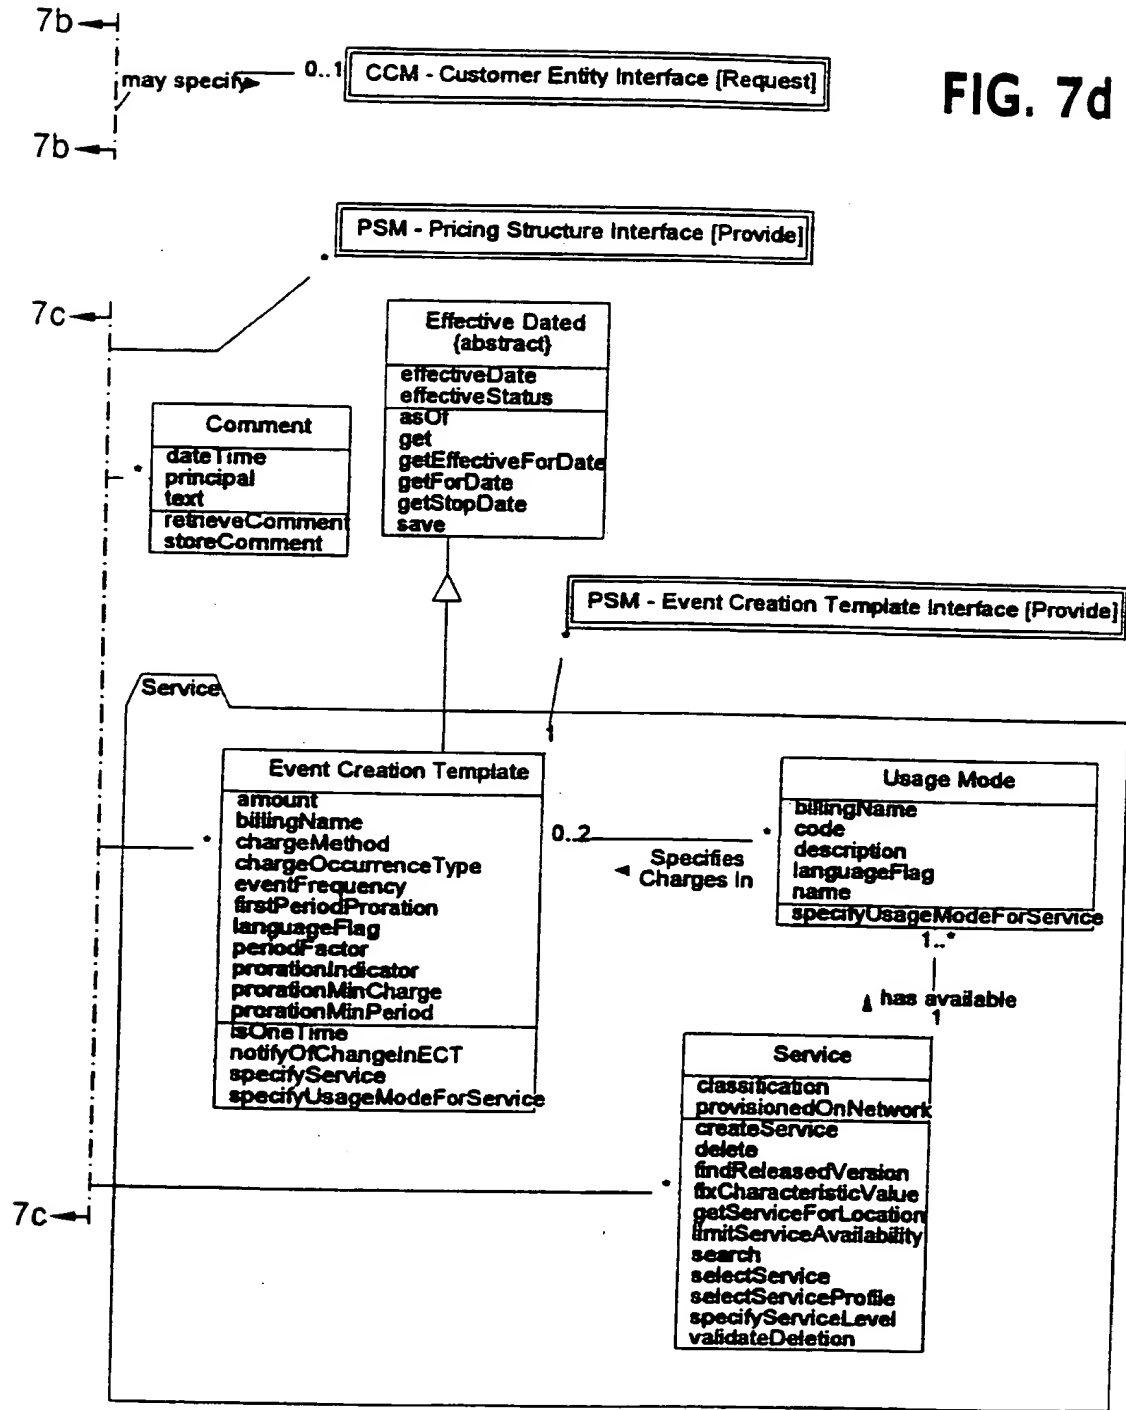 7b
may specify
0..1
CCM - Customer Entity Interface [Request]
FIG. 7d
7b
PSM - Pricing Structure Interface [Provide]
*
7c
Effective Dated
{abstract}
effectiveDate
effectiveStatus
asOf
get
getEffectiveForDate
getForDate
getStopDate
save
Comment
dateTime
principal
text
retrieveComment
storeComment
*
PSM - Event Creation Template Interface [Provide]
*
1
Service
Event Creation Template
amount
billingName
chargeMethod
chargeOccurrenceType
eventFrequency
firstPeriodProration
languageFlag
periodFactor
prorationIndicator
prorationMinCharge
prorationMinPeriod
isOneTime
notifyOfChangeInECT
specifyService
specifyUsageModeForService
*
0..2
*
Specifies
Charges In
Usage Mode
billingName
code
description
languageFlag
name
specifyUsageModeForService
1..*
has available
1
Service
classification
provisionedOnNetwork
createService
delete
findReleasedVersion
fixCharacteristicValue
getServiceForLocation
limitServiceAvailability
search
selectService
selectServiceProfile
specifyServiceLevel
validateDeletion
*
7c